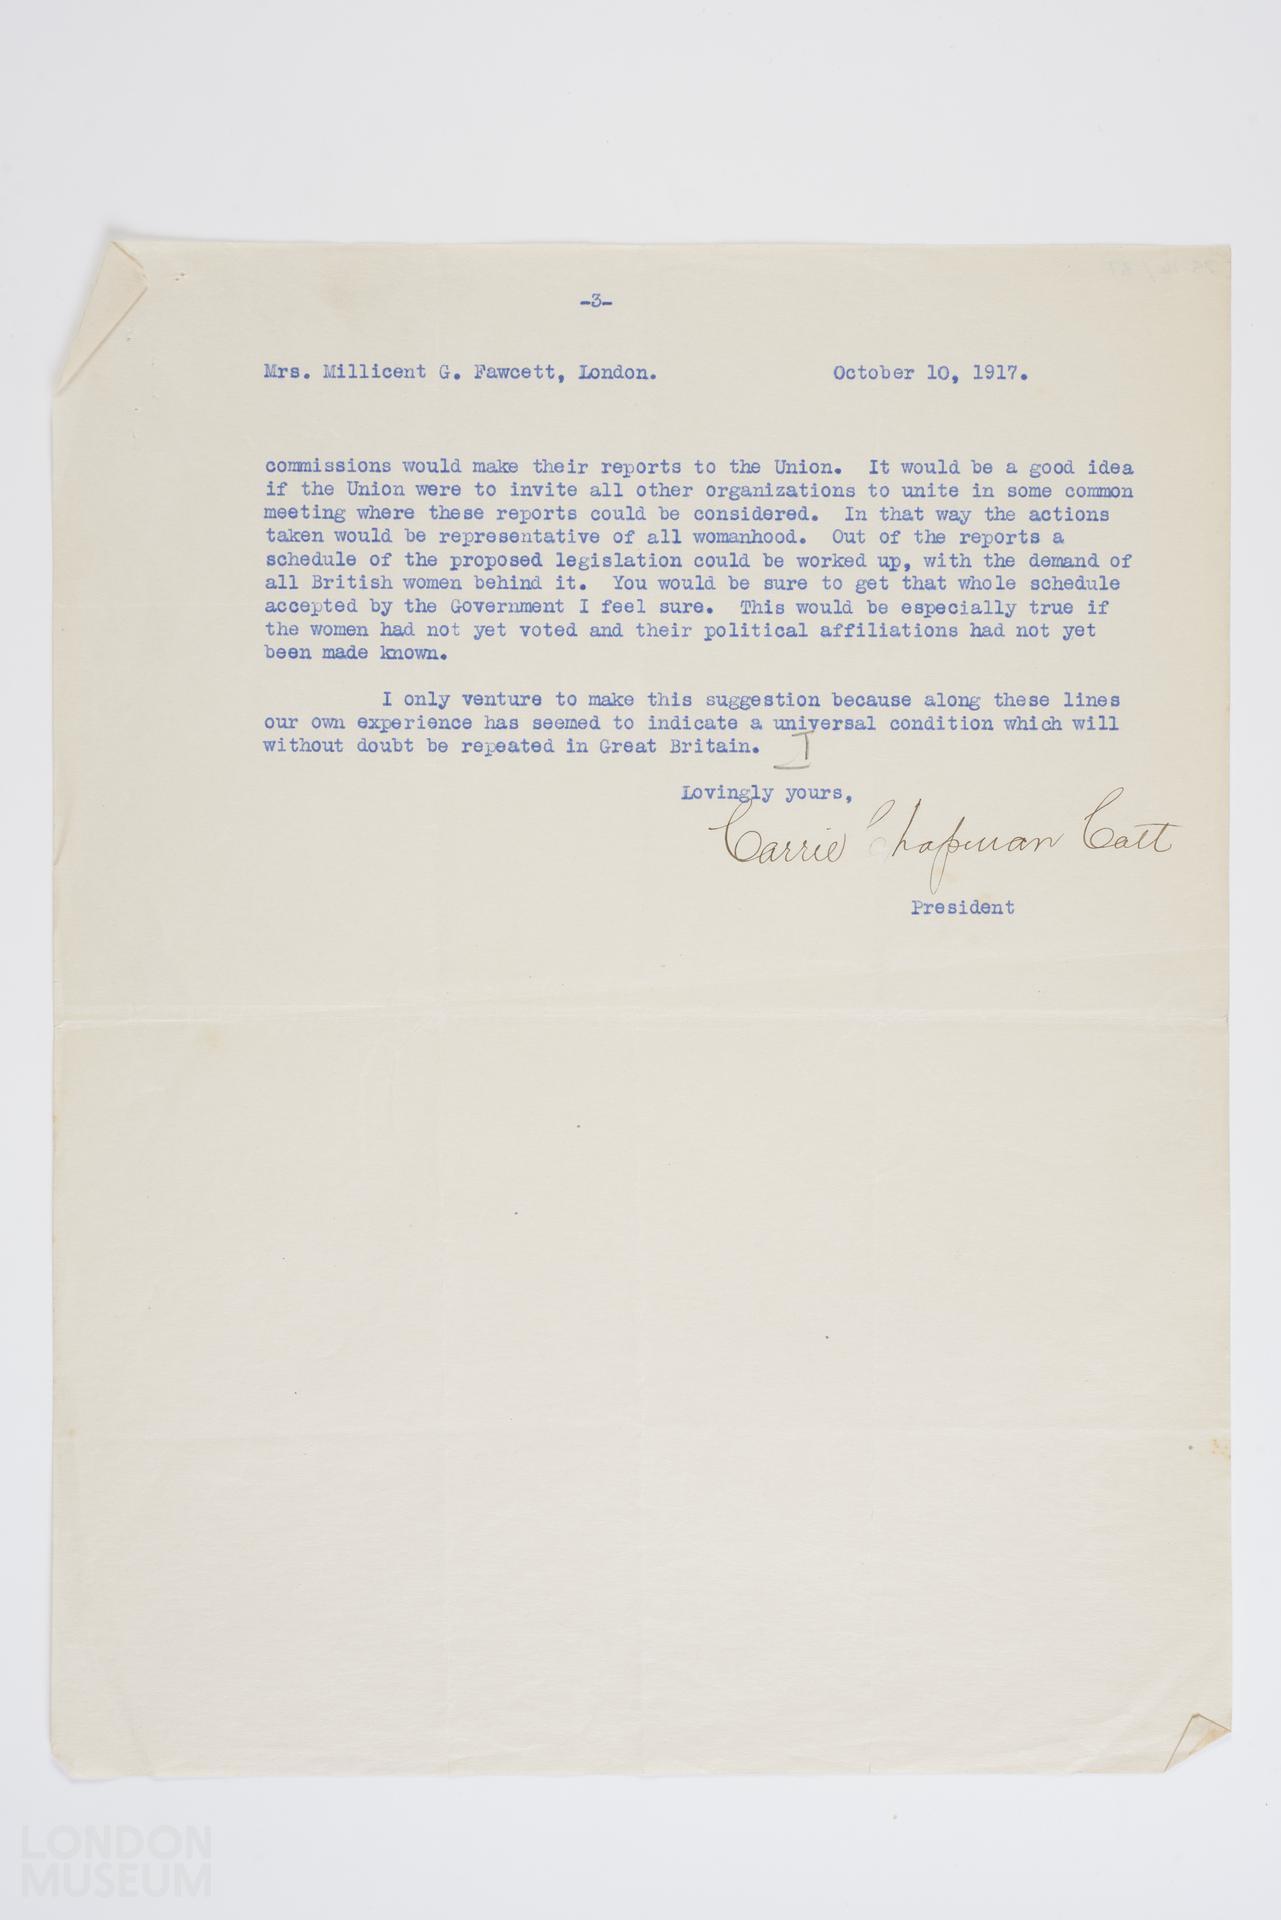 -3-
Mrs. Millicent G. Fawcett, London. October 10, 1917.
commissions would make their reports to the Union. It would be a good idea
if the Union were to invite all other organizations to unite in some common
meeting where these reports could be considered. In that way the actions
taken would be representative of all womanhood. Out of the reports a
schedule of the proposed legislation could be worked up, with the demand of
all British women behind it. You would be sure to get that whole schedule
accepted by the Government I feel sure. This would be especially true if
the women had not yet voted and their political affiliations had not yet
been made known.
I only venture to make this suggestion because along these lines
our own experience has seemed to indicate a universal condition which will
without doubt be repeated in Great Britain.
Lovingly yours,
Carrie Chapman Catt
President
LONDON
MUSEUM